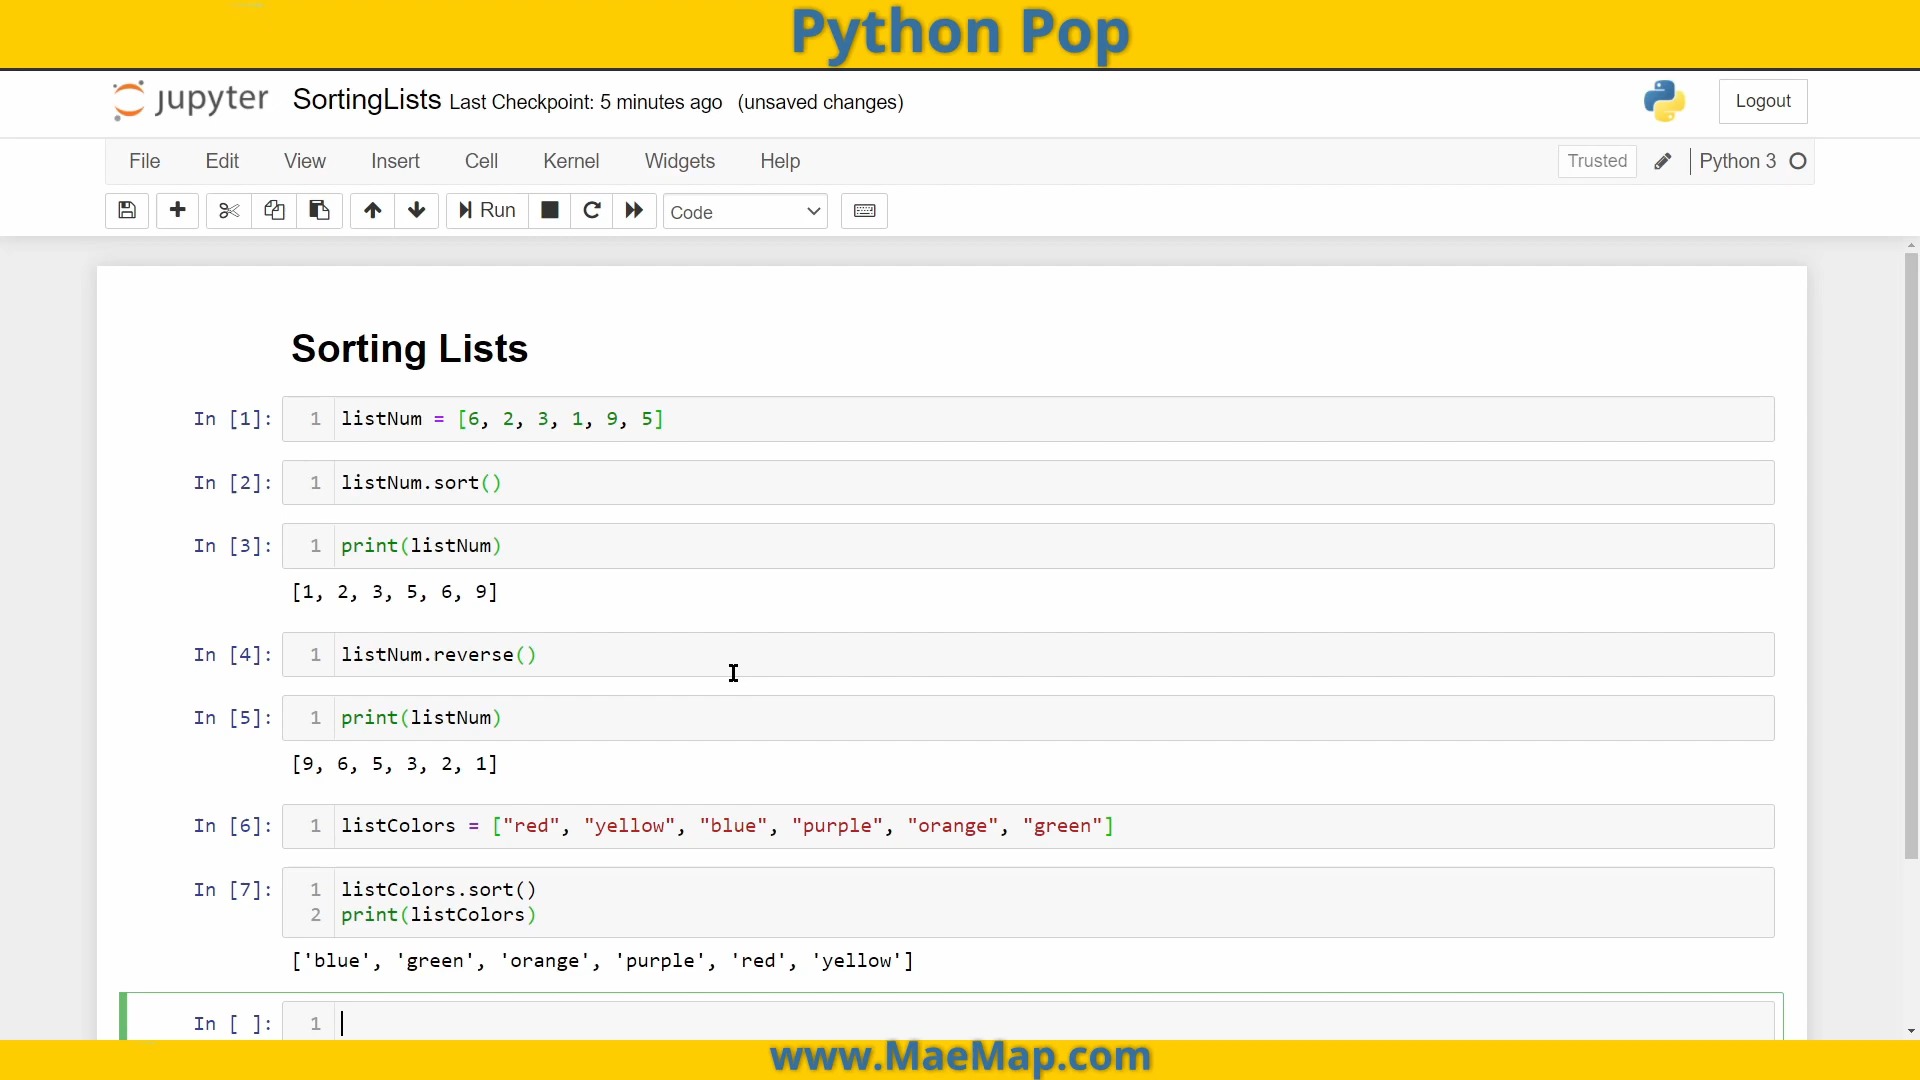 Python Pop
jupyter SortingLists Last Checkpoint: 5 minutes ago (unsaved changes) Logout
File Edit View Insert Cell Kernel Widgets Help Trusted Python 3
Run Code
Sorting Lists
In [1]: 1 listNum = [6, 2, 3, 1, 9, 5]
In [2]: 1 listNum.sort()
In [3]: 1 print(listNum)
[1, 2, 3, 5, 6, 9]
In [4]: 1 listNum.reverse()
In [5]: 1 print(listNum)
[9, 6, 5, 3, 2, 1]
In [6]: 1 listColors = ["red", "yellow", "blue", "purple", "orange", "green"]
In [7]: 1 listColors.sort()
2 print(listColors)
['blue', 'green', 'orange', 'purple', 'red', 'yellow']
In [ ]: 1
www.MaeMap.com